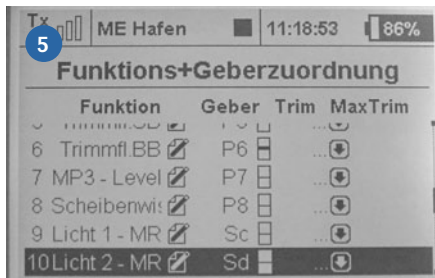 Tx ME Hafen 11:18:53 86%
5
Funktions+Geberzuordnung
Funktion Geber Trim MaxTrim
6 Trimmfl.BB P6 ...
7 MP3 - Level P7 ...
8 Scheibenwis P8 ...
9 Licht 1 - MR Sc ...
10 Licht 2 - MR Sd ...